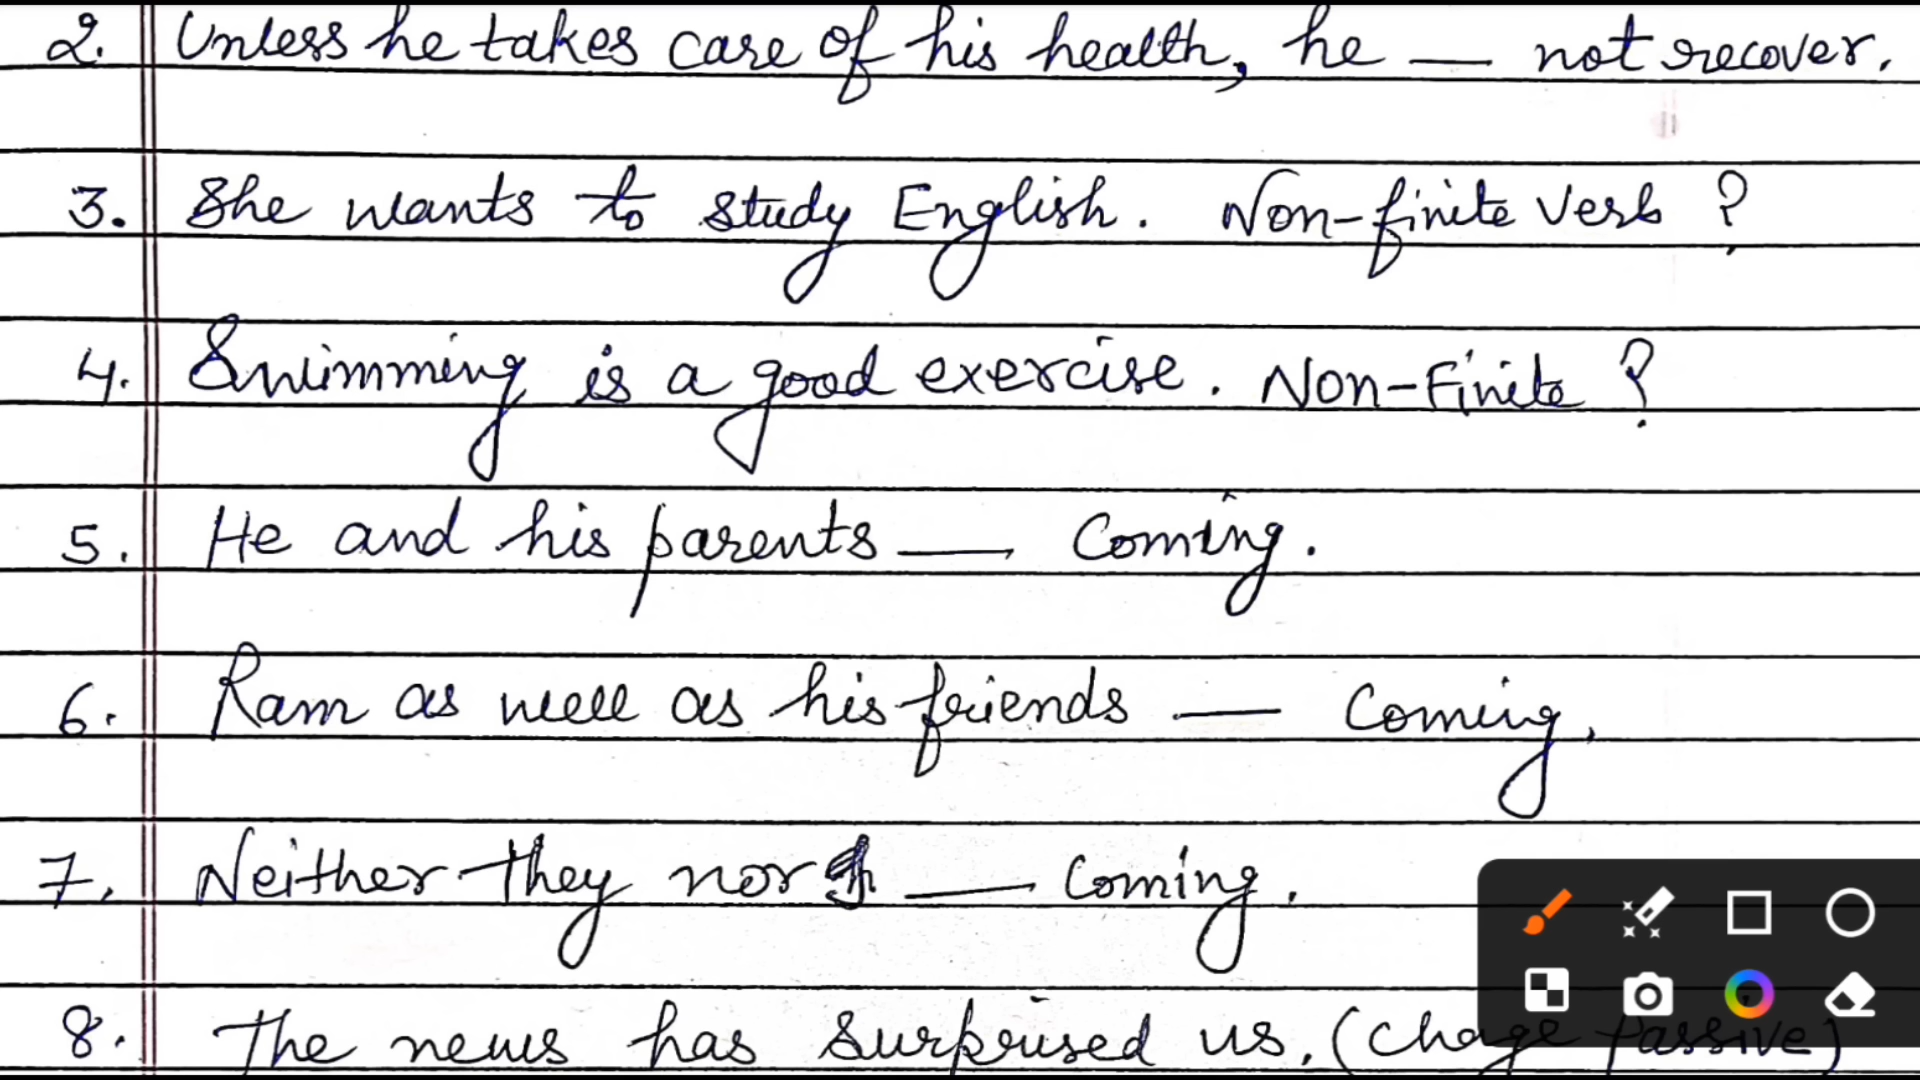 2. Unless he takes care of his health, he — not recover.
3. She wants to study English. Non-finite Verb ?
4. Swimming is a good exercise. Non-Finite ?
5. He and his parents — Coming.
6. Ram as well as his friends — Coming.
7. Neither they nor — Coming.
8. The news has surprised us. (Change Passive)